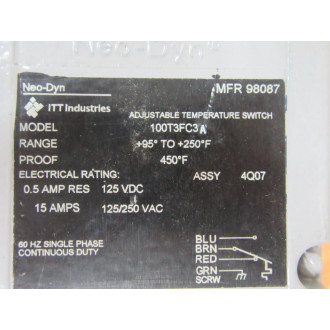 Neo-Dyn
Neo-Dyn MFR 98087
ITT Industries
ADJUSTABLE TEMPERATURE SWITCH
MODEL 100T3FC3A
RANGE +95° TO +250°F
PROOF 450°F
ELECTRICAL RATING: ASSY 4Q07
0.5 AMP RES 125 VDC
15 AMPS 125/250 VAC
60 HZ SINGLE PHASE
CONTINUOUS DUTY
BLU
BRN
RED
GRN
SCRW